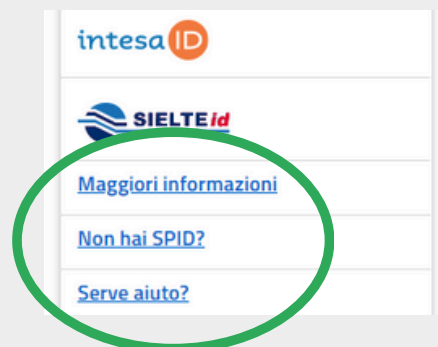 intesa ID
SIELTE id
Maggiori informazioni
Non hai SPID?
Serve aiuto?